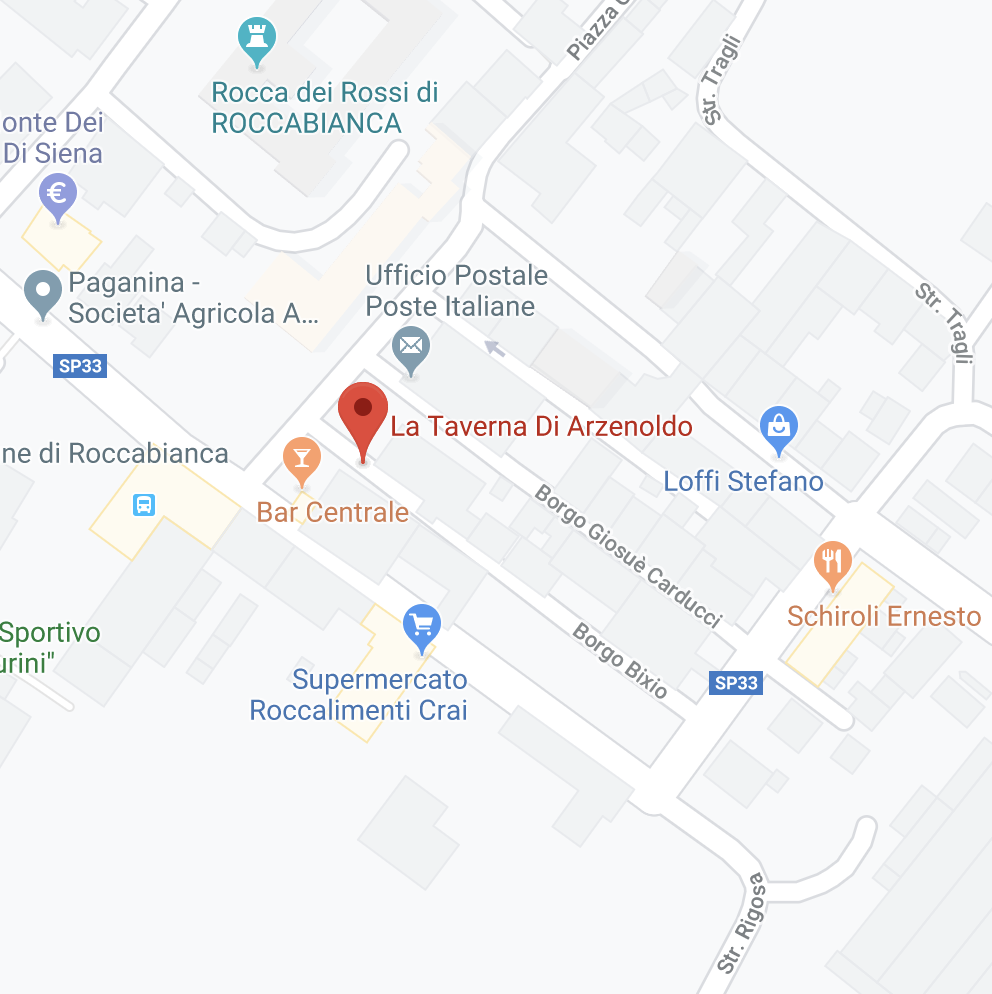 Piazza G
Str. Tragli
Rocca dei Rossi di
ROCCABIANCA
onte Dei
Di Siena
€
Paganina -
Societa' Agricola A...
Ufficio Postale
Poste Italiane
Str. Tragli
SP33
La Taverna Di Arzenoldo
ne di Roccabianca
Bar Centrale
Loffi Stefano
Borgo Giosuè Carducci
Schiroli Ernesto
Sportivo
urini"
Borgo Bixio
Supermercato
Roccalimenti Crai
SP33
Str. Rigosa